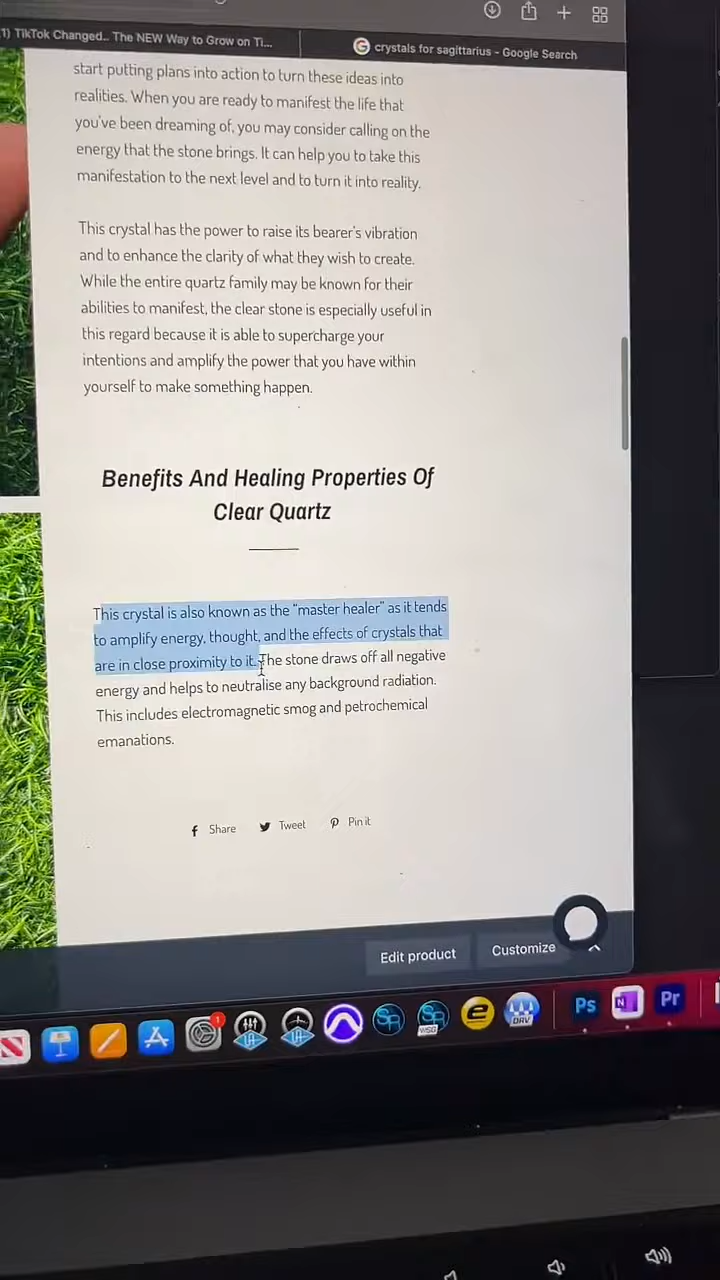 1) TikTok Changed.. The NEW Way to Grow on Ti...
crystals for sagittarius - Google Search
start putting plans into action to turn these ideas into
realities. When you are ready to manifest the life that
you've been dreaming of, you may consider calling on the
energy that the stone brings. It can help you to take this
manifestation to the next level and to turn it into reality.
This crystal has the power to raise its bearer's vibration
and to enhance the clarity of what they wish to create.
While the entire quartz family may be known for their
abilities to manifest, the clear stone is especially useful in
this regard because it is able to supercharge your
intentions and amplify the power that you have within
yourself to make something happen.
Benefits And Healing Properties Of
Clear Quartz
This crystal is also known as the "master healer" as it tends
to amplify energy, thought, and the effects of crystals that
are in close proximity to it. The stone draws off all negative
energy and helps to neutralise any background radiation.
This includes electromagnetic smog and petrochemical
emanations.
Share
Tweet
Pin it
Edit product
Customize
1
SR
SR
WSG
e
DRV
Ps
N
Pr